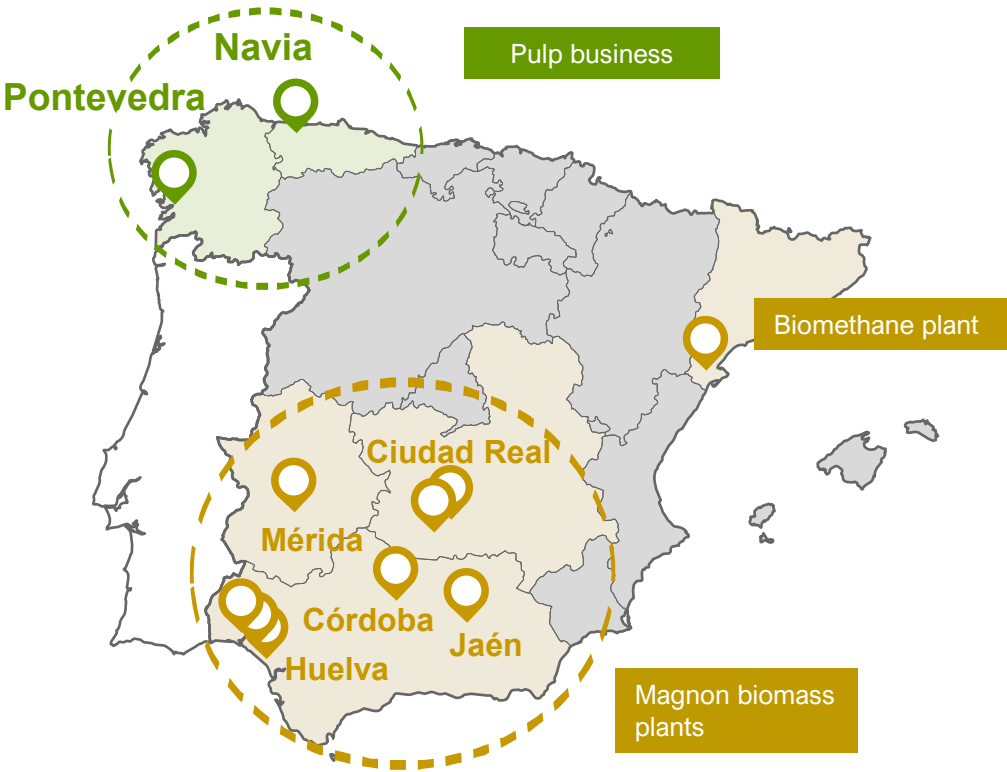 Navia
Pulp business
Pontevedra
Biomethane plant
Ciudad Real
Mérida
Córdoba
Jaén
Huelva
Magnon biomass
plants